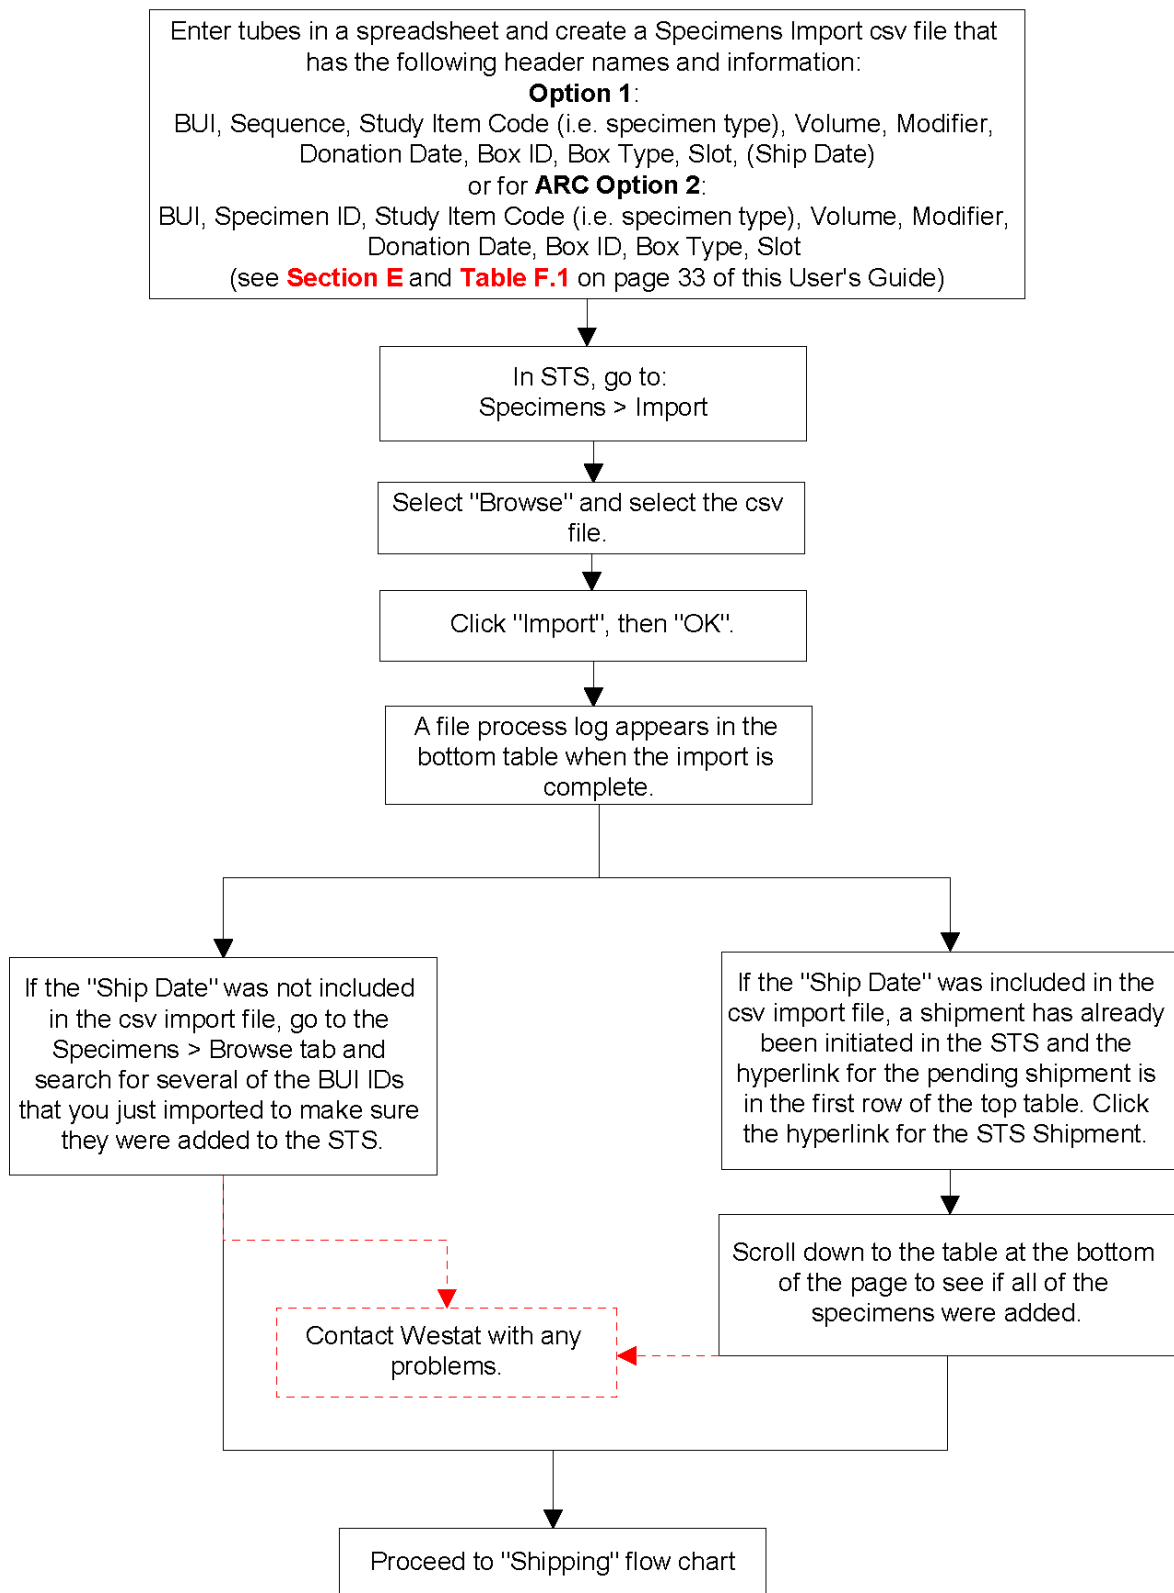 Enter tubes in a spreadsheet and create a Specimens Import csv file that
has the following header names and information:
Option 1:
BUI, Sequence, Study Item Code (i.e. specimen type), Volume, Modifier,
Donation Date, Box ID, Box Type, Slot, (Ship Date)
or for ARC Option 2:
BUI, Specimen ID, Study Item Code (i.e. specimen type), Volume, Modifier,
Donation Date, Box ID, Box Type, Slot
(see Section E and Table F.1 on page 33 of this User's Guide)
In STS, go to:
Specimens > Import
Select "Browse" and select the csv
file.
Click "Import", then "OK".
A file process log appears in the
bottom table when the import is
complete.
If the "Ship Date" was not included
in the csv import file, go to the
Specimens > Browse tab and
search for several of the BUI IDs
that you just imported to make sure
they were added to the STS.
If the "Ship Date" was included in the
csv import file, a shipment has already
been initiated in the STS and the
hyperlink for the pending shipment is
in the first row of the top table. Click
the hyperlink for the STS Shipment.
Scroll down to the table at the bottom
of the page to see if all of the
specimens were added.
Contact Westat with any
problems.
Proceed to "Shipping" flow chart